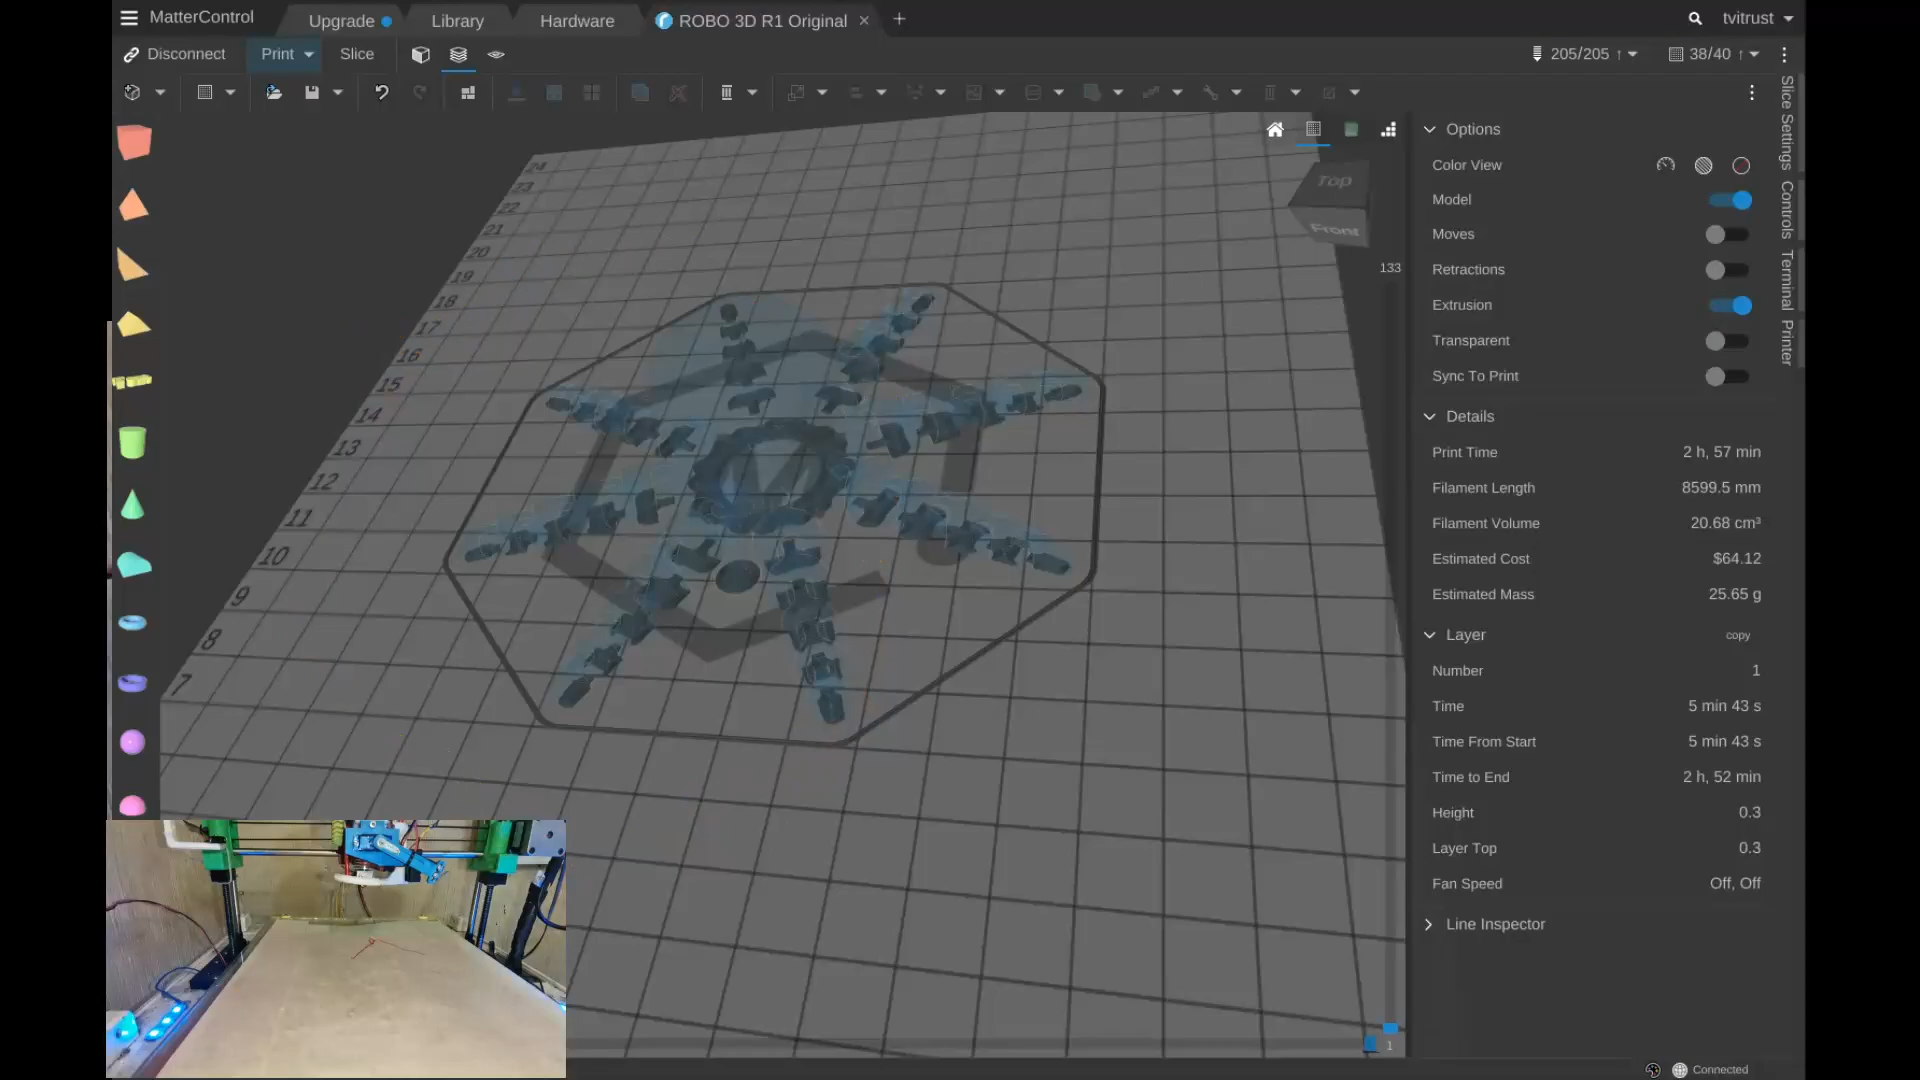 MatterControl
Upgrade
Library
Hardware
ROBO 3D R1 Original
tvitrust
Disconnect
Print
Slice
205/205 ↑
38/40 ↑
Slice Settings
Controls
Terminal
Printer
Top
Front
133
24
23
22
21
20
19
18
17
16
15
14
13
12
11
10
9
8
7
1
Options
Color View
Model
Moves
Retractions
Extrusion
Transparent
Sync To Print
Details
Print Time 2 h, 57 min
Filament Length 8599.5 mm
Filament Volume 20.68 cm³
Estimated Cost $64.12
Estimated Mass 25.65 g
Layer copy
Number 1
Time 5 min 43 s
Time From Start 5 min 43 s
Time to End 2 h, 52 min
Height 0.3
Layer Top 0.3
Fan Speed Off, Off
Line Inspector
Connected